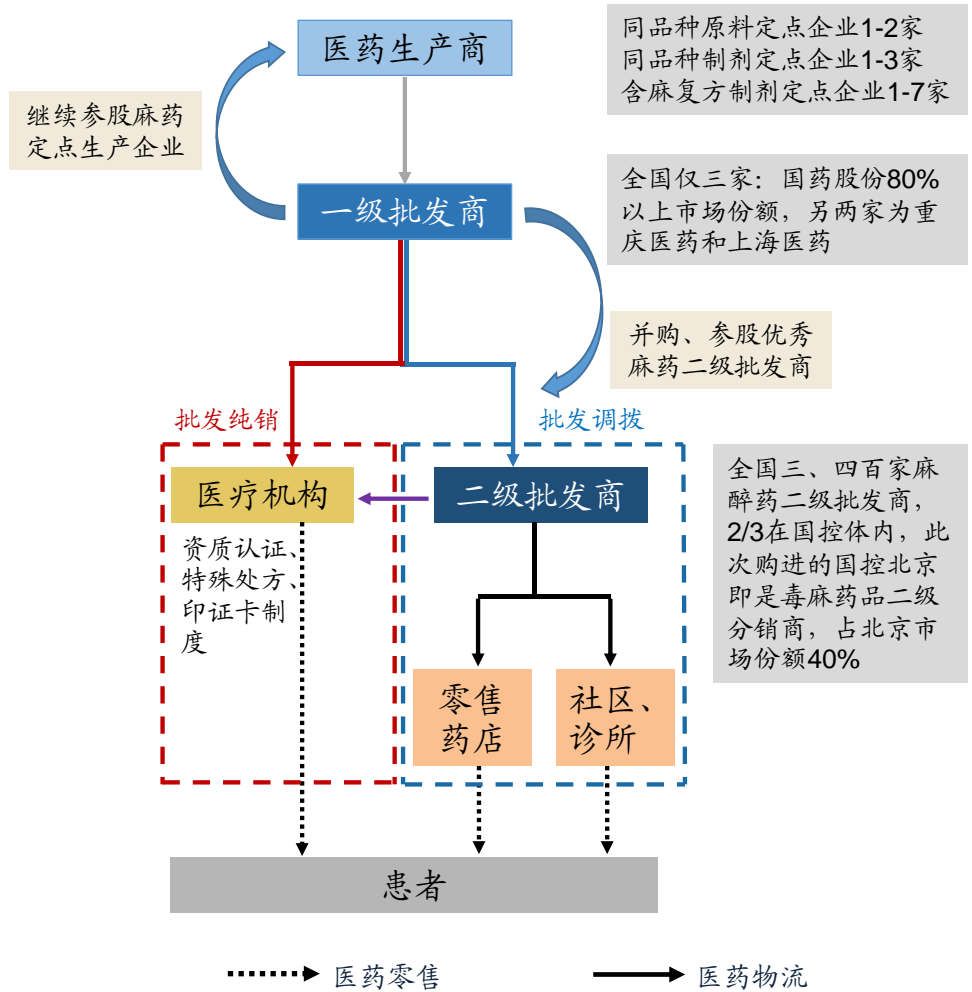 医药生产商
同品种原料定点企业1-2家
同品种制剂定点企业1-3家
含麻复方制剂定点企业1-7家
继续参股麻药
定点生产企业
一级批发商
全国仅三家：国药股份80%
以上市场份额，另两家为重
庆医药和上海医药
并购、参股优秀
麻药二级批发商
批发纯销
批发调拨
医疗机构
二级批发商
全国三、四百家麻
醉药二级批发商，
2/3在国控体内，此
次购进的国控北京
即是毒麻药品二级
分销商，占北京市
场份额40%
资质认证、
特殊处方、
印证卡制
度
零售
药店
社区、
诊所
患者
医药零售
医药物流